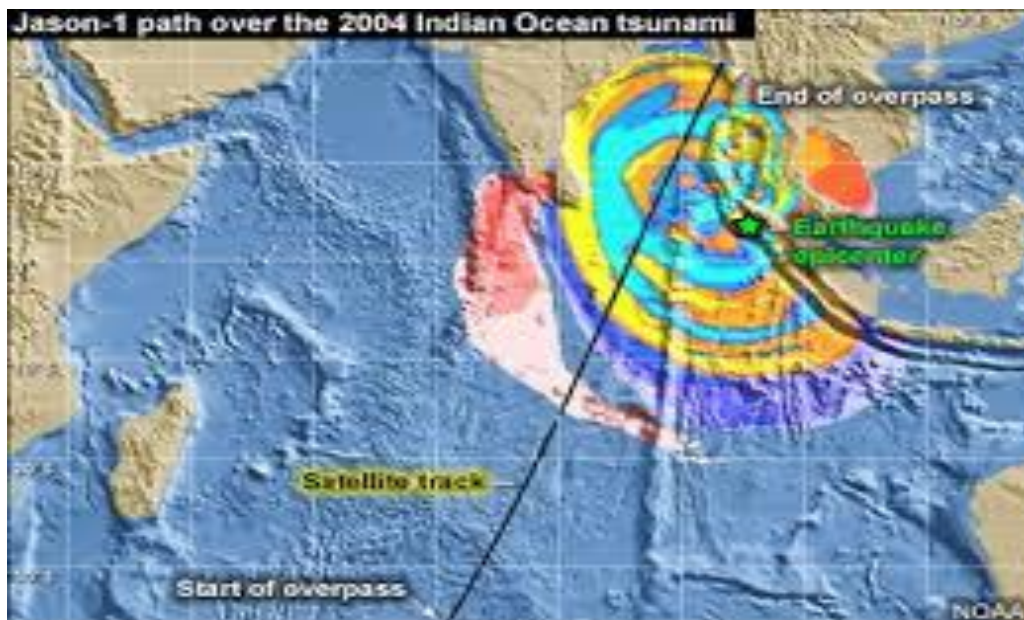 Jason-1 path over the 2004 Indian Ocean tsunami
End of overpass
Earthquake
epicenter
Satellite track
Start of overpass
NOAA